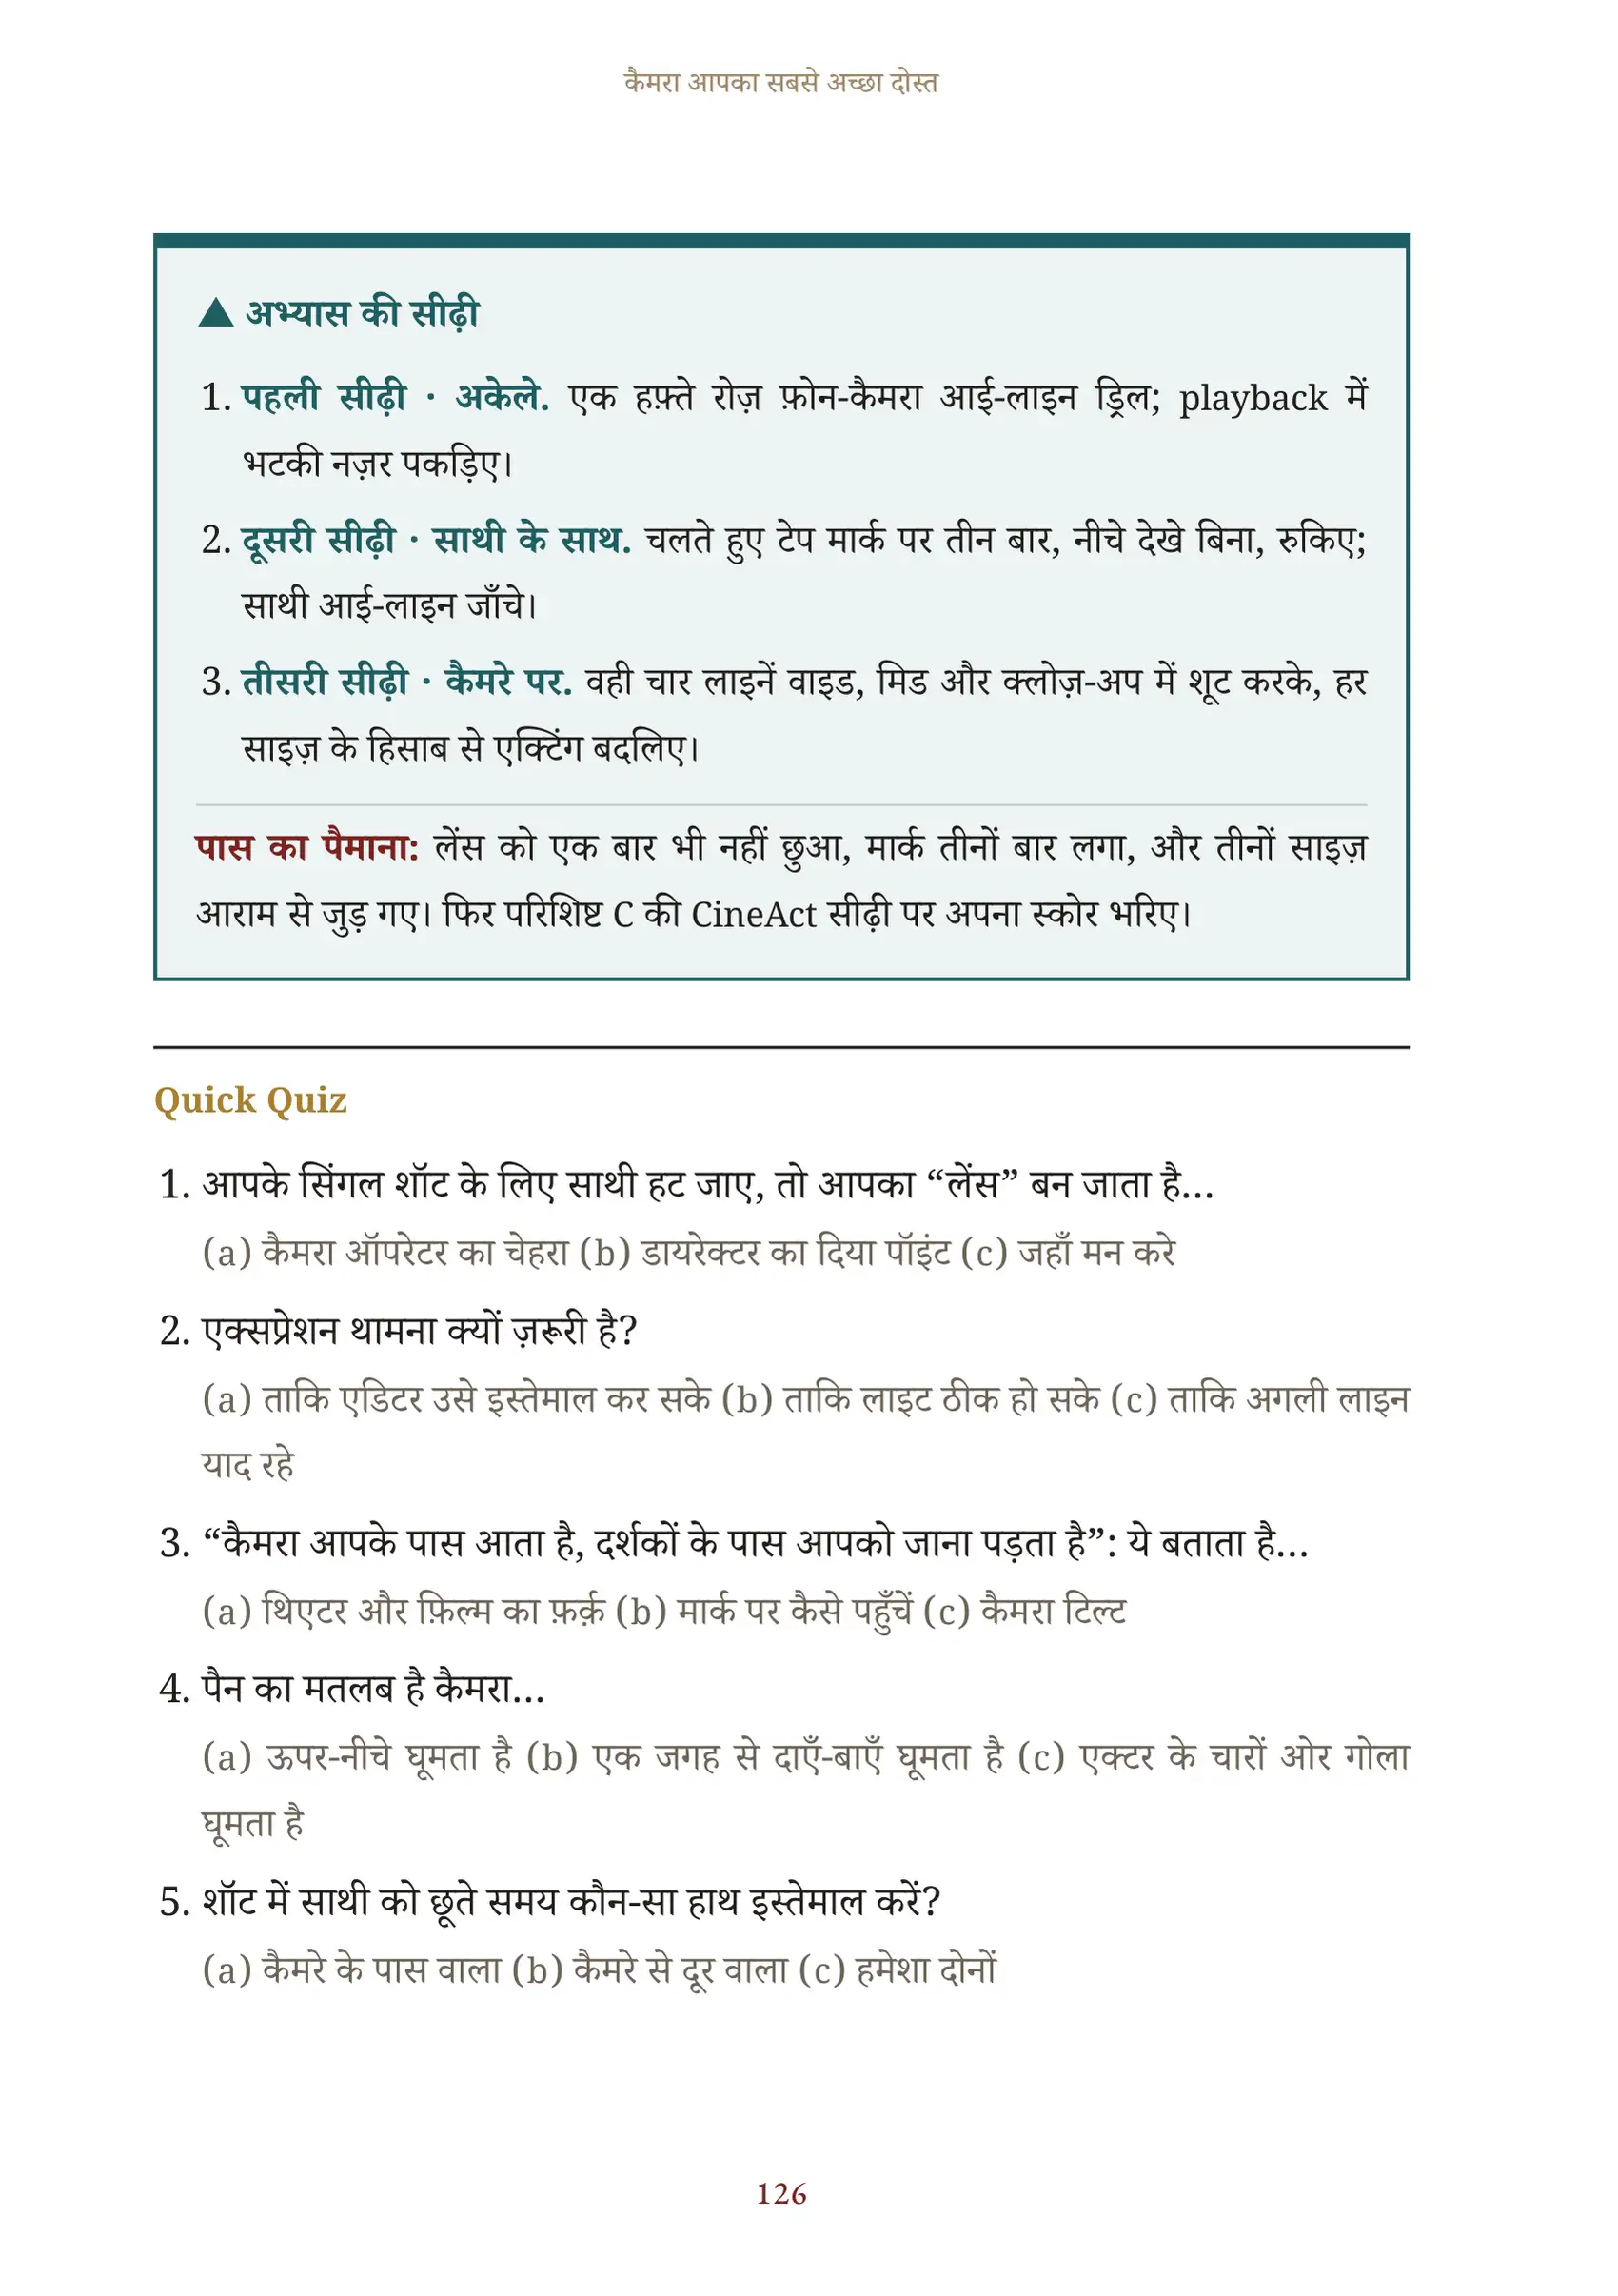 कैमरा आपका सबसे अच्छा दोस्त
▲ अभ्यास की सीढ़ी
1. पहली सीढ़ी · अकेले. एक हफ़्ते रोज़ फ़ोन-कैमरा आई-लाइन ड्रिल; playback में
भटकी नज़र पकड़िए।
2. दूसरी सीढ़ी · साथी के साथ. चलते हुए टेप मार्क पर तीन बार, नीचे देखे बिना, रुकिए;
साथी आई-लाइन जाँचे।
3. तीसरी सीढ़ी · कैमरे पर. वही चार लाइनें वाइड, मिड और क्लोज़-अप में शूट करके, हर
साइज़ के हिसाब से एक्टिंग बदलिए।
पास का पैमाना: लेंस को एक बार भी नहीं छुआ, मार्क तीनों बार लगा, और तीनों साइज़
आराम से जुड़ गए। फिर परिशिष्ट C की CineAct सीढ़ी पर अपना स्कोर भरिए।
Quick Quiz
1. आपके सिंगल शॉट के लिए साथी हट जाए, तो आपका “लेंस” बन जाता है…
(a) कैमरा ऑपरेटर का चेहरा (b) डायरेक्टर का दिया पॉइंट (c) जहाँ मन करे
2. एक्सप्रेशन थामना क्यों ज़रूरी है?
(a) ताकि एडिटर उसे इस्तेमाल कर सके (b) ताकि लाइट ठीक हो सके (c) ताकि अगली लाइन
याद रहे
3. “कैमरा आपके पास आता है, दर्शकों के पास आपको जाना पड़ता है”: ये बताता है…
(a) थिएटर और फ़िल्म का फ़र्क़ (b) मार्क पर कैसे पहुँचें (c) कैमरा टिल्ट
4. पैन का मतलब है कैमरा…
(a) ऊपर-नीचे घूमता है (b) एक जगह से दाएँ-बाएँ घूमता है (c) एक्टर के चारों ओर गोला
घूमता है
5. शॉट में साथी को छूते समय कौन-सा हाथ इस्तेमाल करें?
(a) कैमरे के पास वाला (b) कैमरे से दूर वाला (c) हमेशा दोनों
126